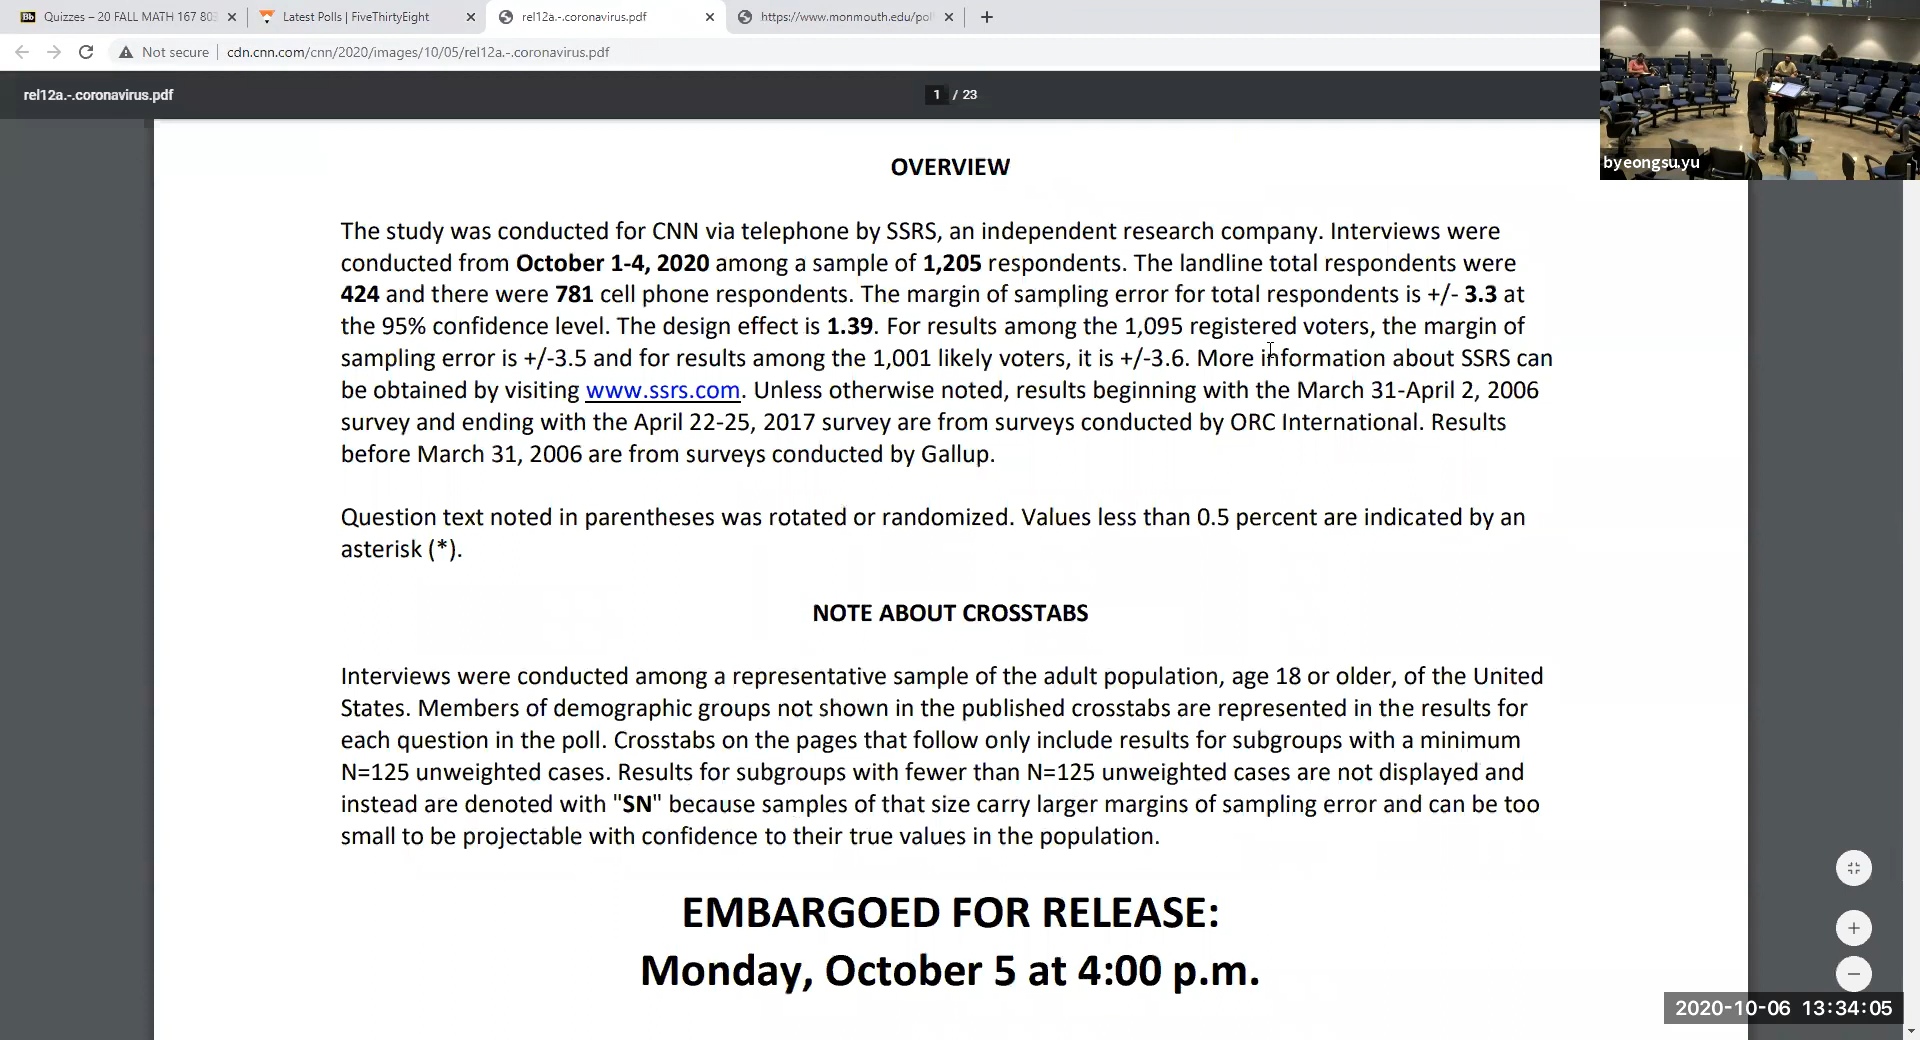 Quizzes – 20 FALL MATH 167 803
Latest Polls | FiveThirtyEight
rel12a.-.coronavirus.pdf
https://www.monmouth.edu/pol
Not secure | cdn.cnn.com/cnn/2020/images/10/05/rel12a.-.coronavirus.pdf
rel12a.-.coronavirus.pdf
1 / 23
byeongsu.yu
OVERVIEW
The study was conducted for CNN via telephone by SSRS, an independent research company. Interviews were
conducted from October 1-4, 2020 among a sample of 1,205 respondents. The landline total respondents were
424 and there were 781 cell phone respondents. The margin of sampling error for total respondents is +/- 3.3 at
the 95% confidence level. The design effect is 1.39. For results among the 1,095 registered voters, the margin of
sampling error is +/-3.5 and for results among the 1,001 likely voters, it is +/-3.6. More information about SSRS can
be obtained by visiting www.ssrs.com. Unless otherwise noted, results beginning with the March 31-April 2, 2006
survey and ending with the April 22-25, 2017 survey are from surveys conducted by ORC International. Results
before March 31, 2006 are from surveys conducted by Gallup.
Question text noted in parentheses was rotated or randomized. Values less than 0.5 percent are indicated by an
asterisk (*).
NOTE ABOUT CROSSTABS
Interviews were conducted among a representative sample of the adult population, age 18 or older, of the United
States. Members of demographic groups not shown in the published crosstabs are represented in the results for
each question in the poll. Crosstabs on the pages that follow only include results for subgroups with a minimum
N=125 unweighted cases. Results for subgroups with fewer than N=125 unweighted cases are not displayed and
instead are denoted with "SN" because samples of that size carry larger margins of sampling error and can be too
small to be projectable with confidence to their true values in the population.
EMBARGOED FOR RELEASE:
Monday, October 5 at 4:00 p.m.
2020-10-06 13:34:05